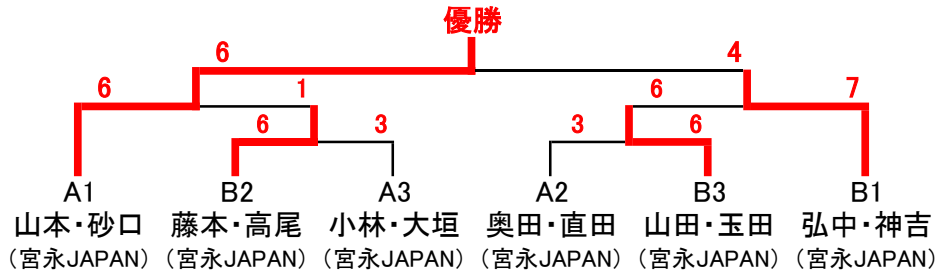 優勝
6 4
6 1 6 7
6 3 3 6
A1 B2 A3 A2 B3 B1
山本・砂口 藤本・高尾 小林・大垣 奥田・直田 山田・玉田 弘中・神吉
(宮永JAPAN) (宮永JAPAN) (宮永JAPAN) (宮永JAPAN) (宮永JAPAN) (宮永JAPAN)